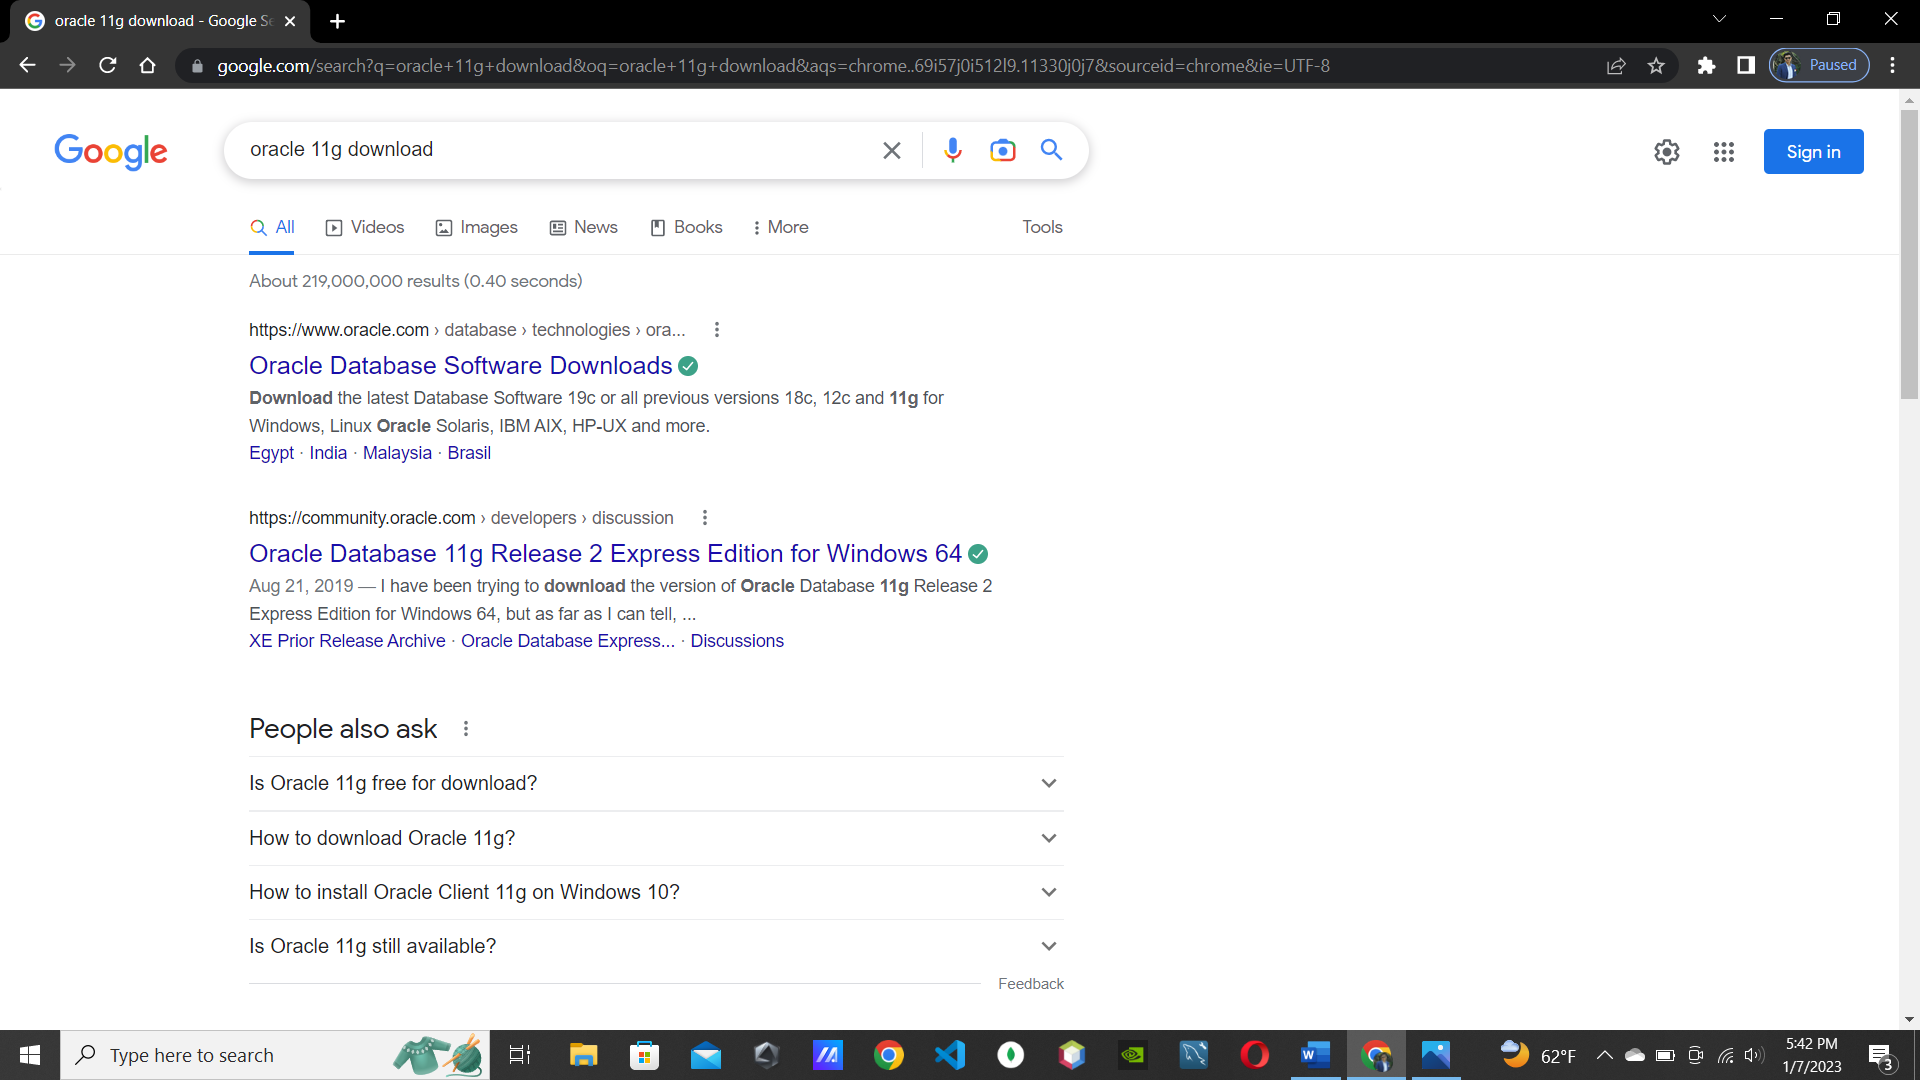 oracle 11g download - Google Se
google.com/search?q=oracle+11g+download&oq=oracle+11g+download&aqs=chrome..69i57j0i512l9.11330j0j7&sourceid=chrome&ie=UTF-8
Paused
Google
oracle 11g download
Sign in
All
Videos
Images
News
Books
More
Tools
About 219,000,000 results (0.40 seconds)
https://www.oracle.com › database › technologies › ora...
Oracle Database Software Downloads
Download the latest Database Software 19c or all previous versions 18c, 12c and 11g for
Windows, Linux Oracle Solaris, IBM AIX, HP-UX and more.
Egypt · India · Malaysia · Brasil
https://community.oracle.com › developers › discussion
Oracle Database 11g Release 2 Express Edition for Windows 64
Aug 21, 2019 — I have been trying to download the version of Oracle Database 11g Release 2
Express Edition for Windows 64, but as far as I can tell, ...
XE Prior Release Archive · Oracle Database Express... · Discussions
People also ask
Is Oracle 11g free for download?
How to download Oracle 11g?
How to install Oracle Client 11g on Windows 10?
Is Oracle 11g still available?
Feedback
Type here to search
62°F
5:42 PM
1/7/2023
3